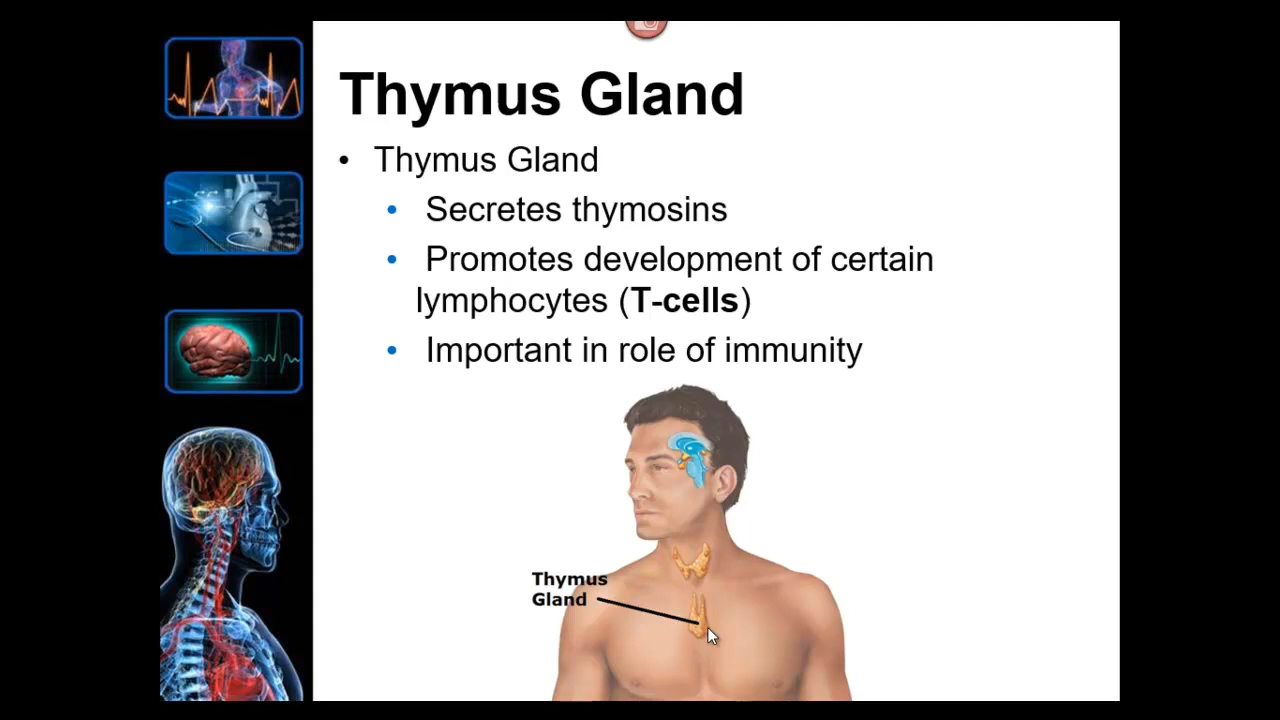 Thymus Gland
• Thymus Gland
• Secretes thymosins
• Promotes development of certain
lymphocytes (T-cells)
• Important in role of immunity
Thymus
Gland